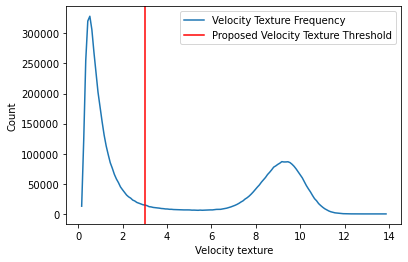 Velocity Texture Frequency
Proposed Velocity Texture Threshold
300000
250000
200000
150000
100000
50000
0
Count
0 2 4 6 8 10 12 14
Velocity texture